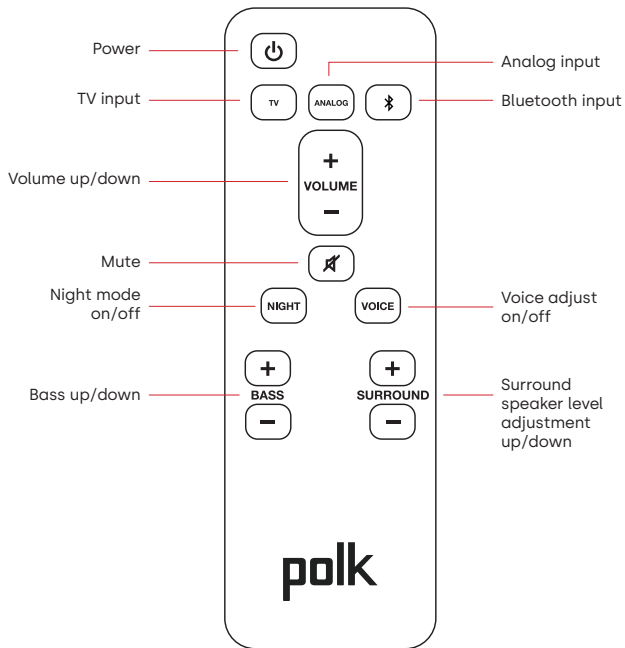 Power
Analog input
TV input
TV
ANALOG
Bluetooth input
+
Volume up/down
VOLUME
−
Mute
Night mode
on/off
NIGHT
VOICE
Voice adjust
on/off
+
+
Bass up/down
BASS
SURROUND
Surround
speaker level
adjustment
up/down
−
−
polk